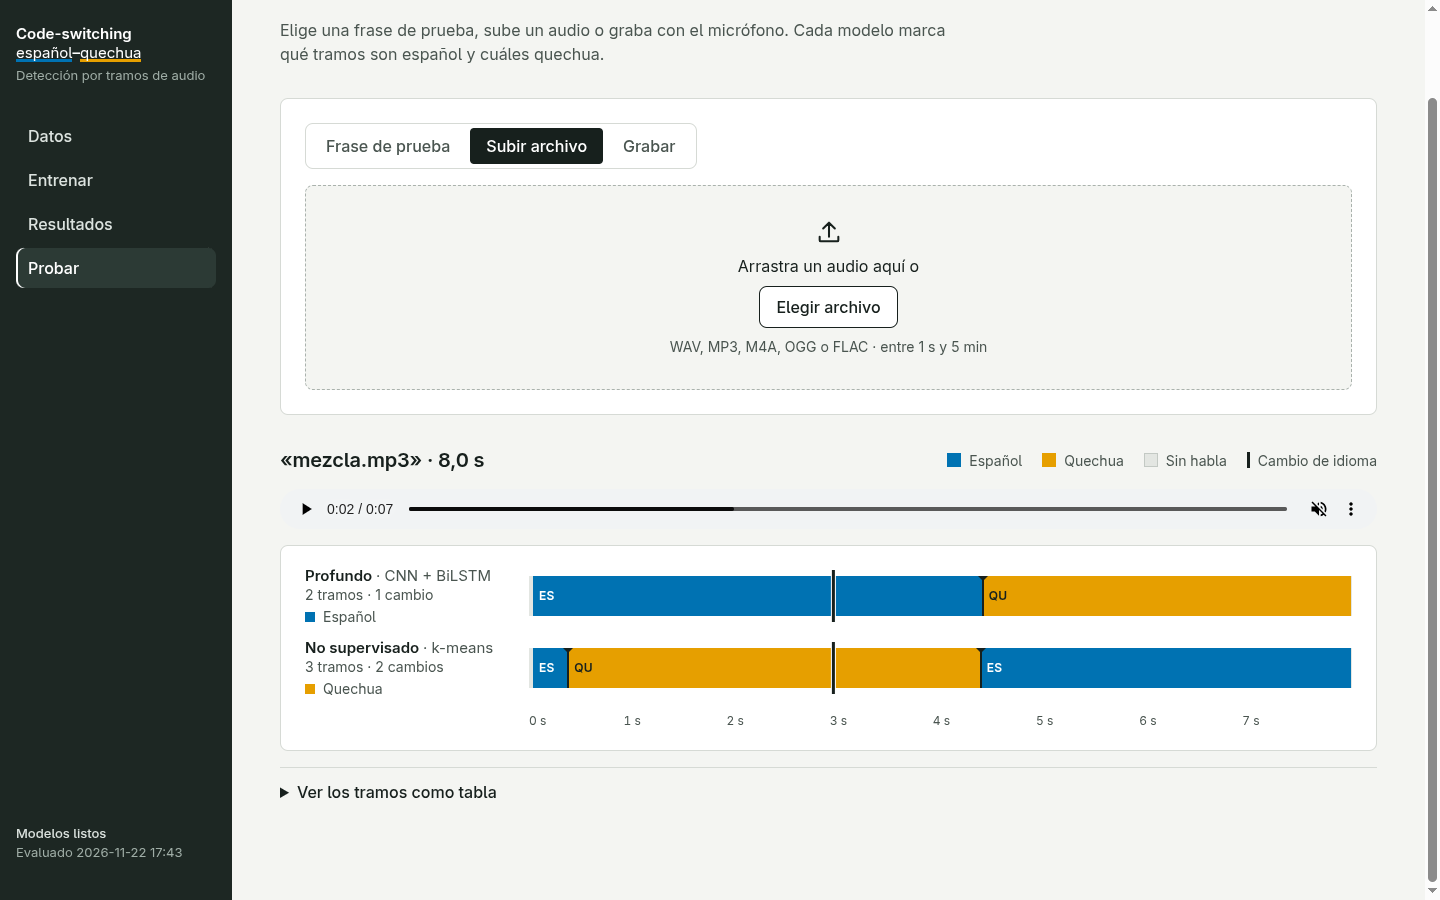 Code-switching
español–quechua
Detección por tramos de audio
Datos
Entrenar
Resultados
Probar
Modelos listos
Evaluado 2026-11-22 17:43
Elige una frase de prueba, sube un audio o graba con el micrófono. Cada modelo marca
qué tramos son español y cuáles quechua.
Frase de prueba
Subir archivo
Grabar
Arrastra un audio aquí o
Elegir archivo
WAV, MP3, M4A, OGG o FLAC · entre 1 s y 5 min
«mezcla.mp3» · 8,0 s
Español
Quechua
Sin habla
Cambio de idioma
0:02 / 0:07
Profundo · CNN + BiLSTM
2 tramos · 1 cambio
Español
ES
QU
No supervisado · k-means
3 tramos · 2 cambios
Quechua
ES
QU
ES
0 s
1 s
2 s
3 s
4 s
5 s
6 s
7 s
Ver los tramos como tabla